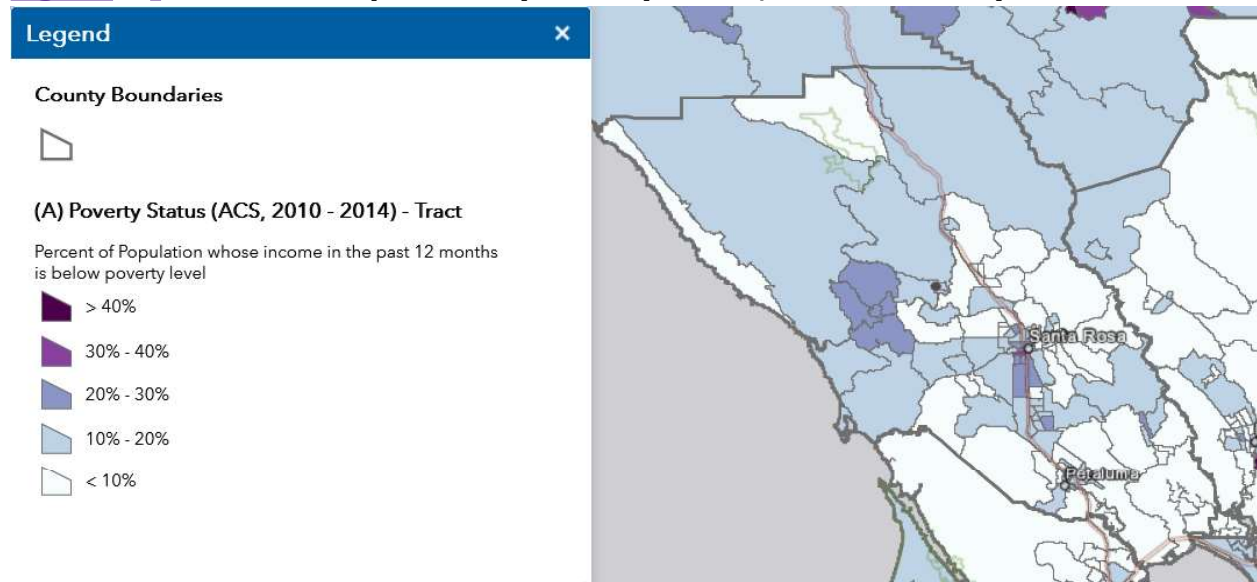 Legend ×
County Boundaries
(A) Poverty Status (ACS, 2010 - 2014) - Tract
Percent of Population whose income in the past 12 months
is below poverty level
> 40%
30% - 40%
20% - 30%
10% - 20%
< 10%
Santa Rosa
Petaluma